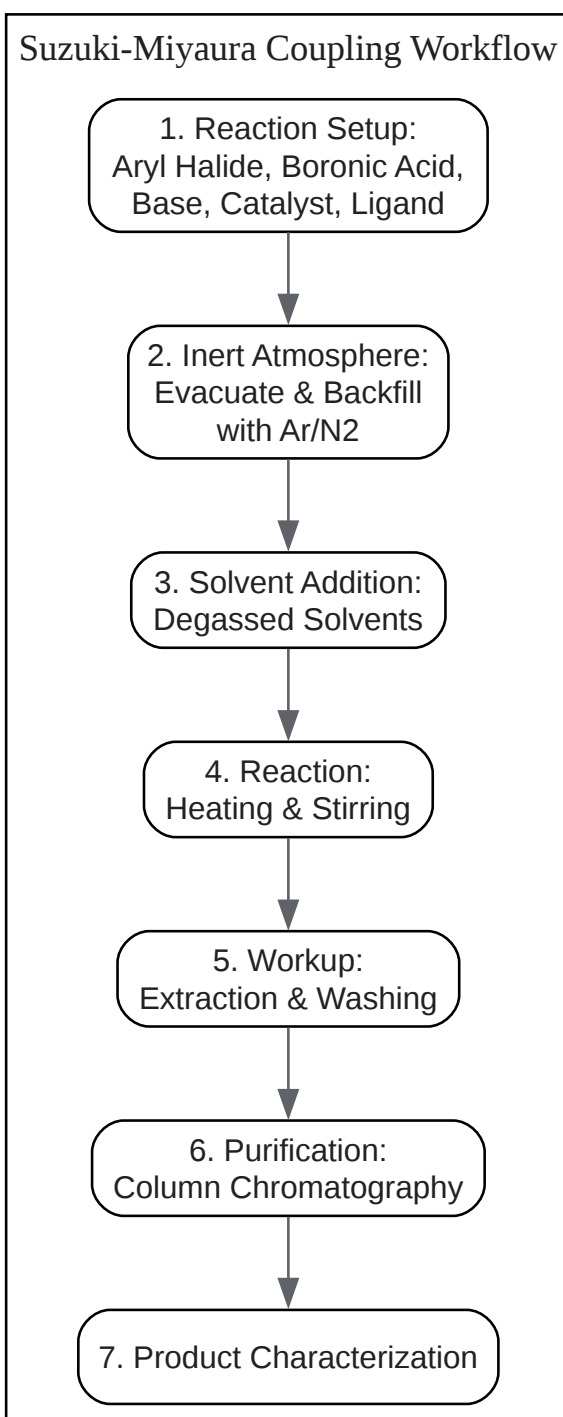 Suzuki-Miyaura Coupling Workflow
1. Reaction Setup:
Aryl Halide, Boronic Acid,
Base, Catalyst, Ligand
2. Inert Atmosphere:
Evacuate & Backfill
with Ar/N2
3. Solvent Addition:
Degassed Solvents
4. Reaction:
Heating & Stirring
5. Workup:
Extraction & Washing
6. Purification:
Column Chromatography
7. Product Characterization